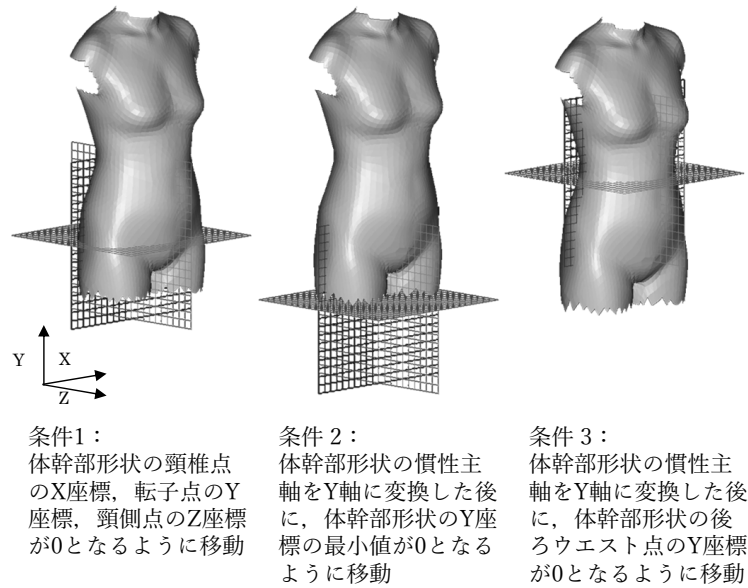 Y
X
Z
条件1：
体幹部形状の頸椎点
のX座標，転子点のY
座標，頸側点のZ座標
が0となるように移動
条件 2：
体幹部形状の慣性主
軸をY軸に変換した後
に，体幹部形状のY座
標の最小値が0となる
ように移動
条件 3：
体幹部形状の慣性主
軸をY軸に変換した後
に，体幹部形状の後
ろウエスト点のY座標
が0となるように移動